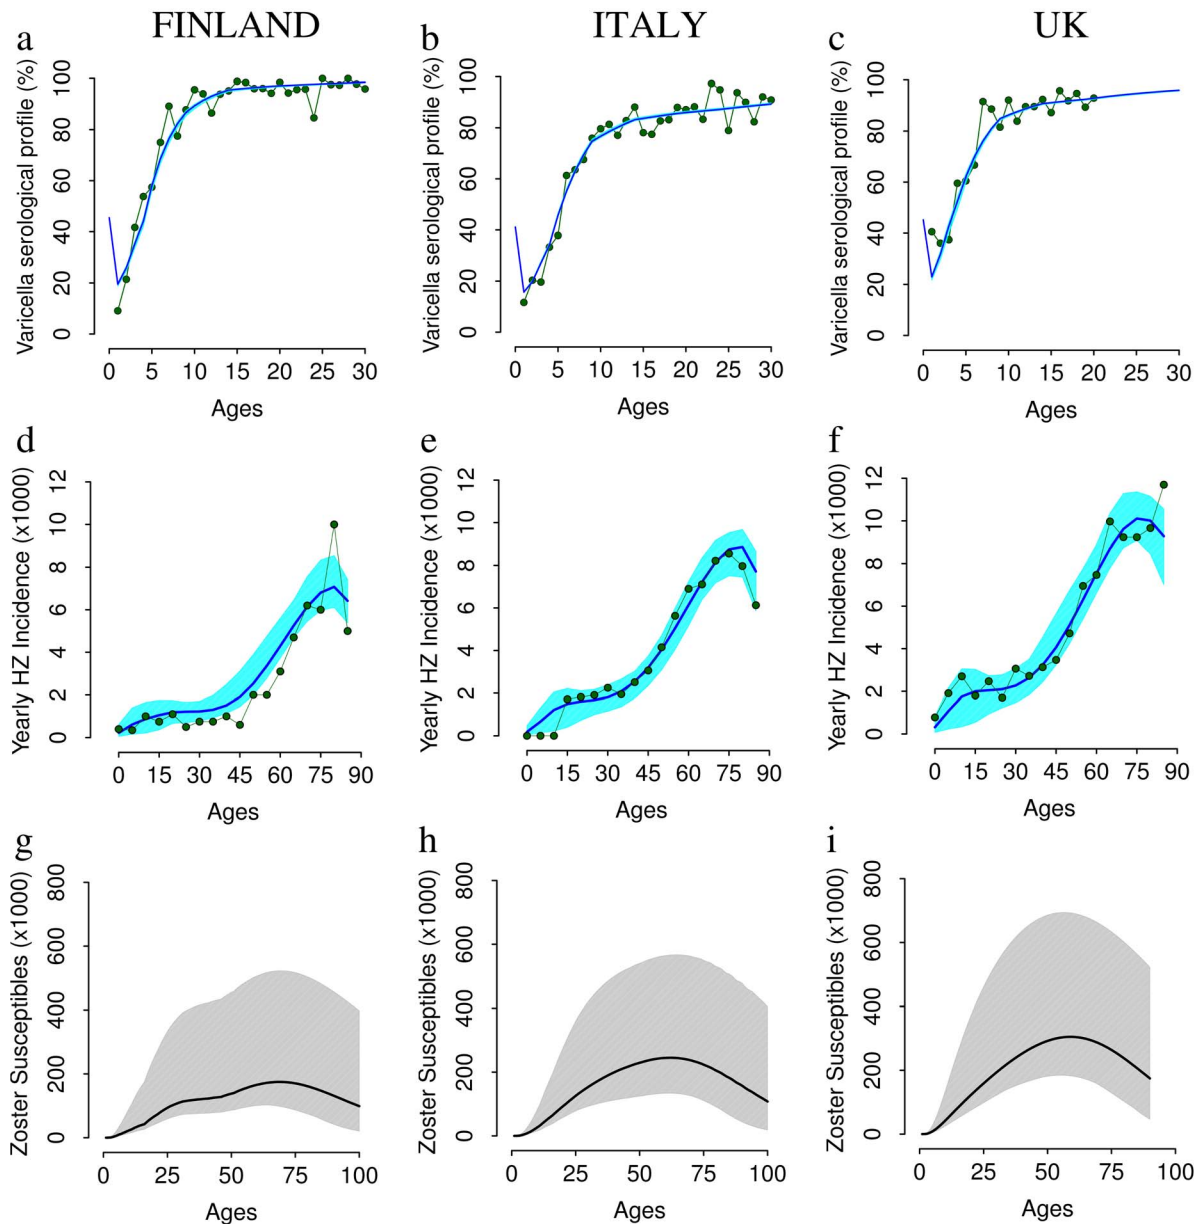 FINLAND ITALY UK
a b c
Varicella serological profile (%)
0 20 40 60 80 100
0 5 10 15 20 25 30
Ages
Varicella serological profile (%)
0 20 40 60 80 100
0 5 10 15 20 25 30
Ages
Varicella serological profile (%)
0 20 40 60 80 100
0 5 10 15 20 25 30
Ages
d e f
Yearly HZ Incidence (x1000)
0 2 4 6 8 10 12
0 15 30 45 60 75 90
Ages
Yearly HZ Incidence (x1000)
0 2 4 6 8 10 12
0 15 30 45 60 75 90
Ages
Yearly HZ Incidence (x1000)
0 2 4 6 8 10 12
0 15 30 45 60 75 90
Ages
g h i
Zoster Susceptibles (x1000)
0 200 400 600 800
0 25 50 75 100
Ages
Zoster Susceptibles (x1000)
0 200 400 600 800
0 25 50 75 100
Ages
Zoster Susceptibles (x1000)
0 200 400 600 800
0 25 50 75 100
Ages